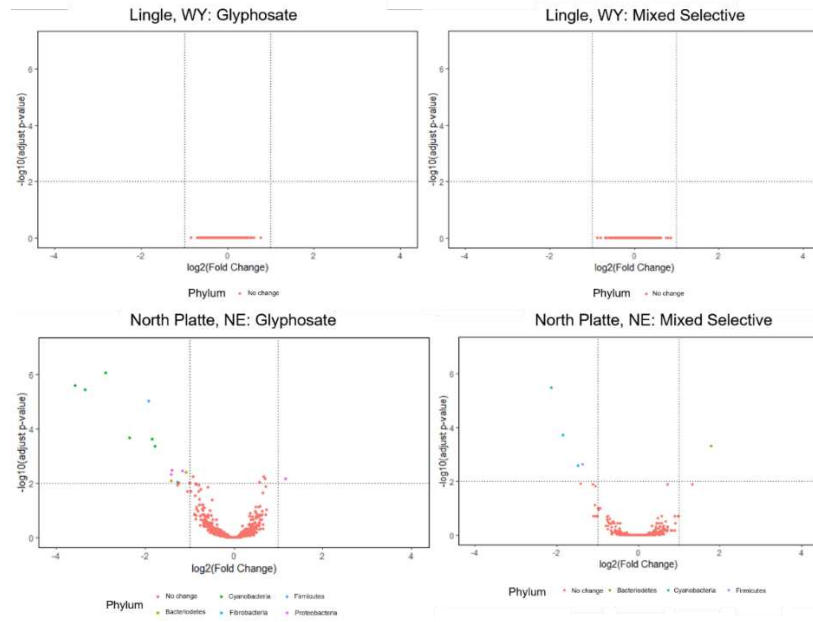 Lingle, WY: Glyphosate
-log10(adjust p-value)
6
4
2
0
-4
-2
0
2
4
log2(Fold Change)
Phylum
No change
Lingle, WY: Mixed Selective
-log10(adjust p-value)
6
4
2
0
-4
-2
0
2
4
log2(Fold Change)
Phylum
No change
North Platte, NE: Glyphosate
-log10(adjust p-value)
6
4
2
0
-4
-2
0
2
4
log2(Fold Change)
Phylum
No change
Cyanobacteria
Firmicutes
Bacteriodetes
Fibrobacteria
Proteobacteria
North Platte, NE: Mixed Selective
-log10(adjust p-value)
6
4
2
0
-4
-2
0
2
4
log2(Fold Change)
Phylum
No change
Bacteriodetes
Cyanobacteria
Firmicutes